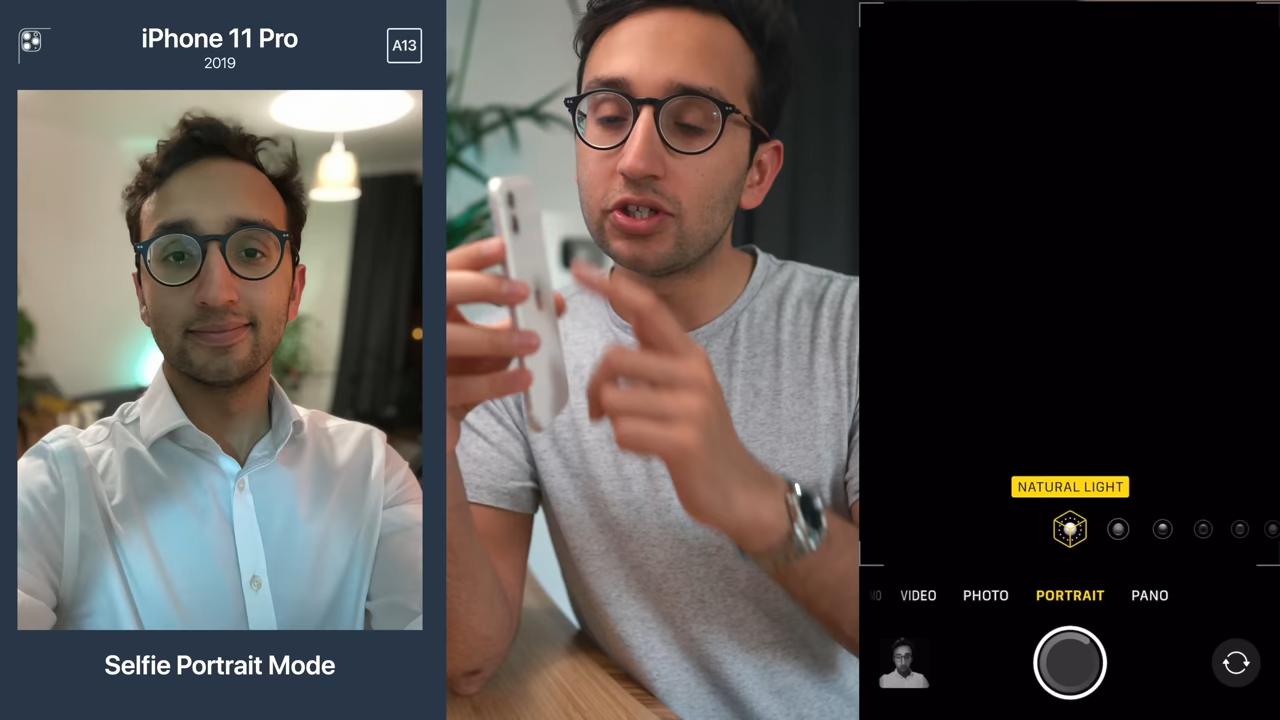 iPhone 11 Pro
2019
A13
Selfie Portrait Mode
NATURAL LIGHT
VIDEO PHOTO PORTRAIT PANO